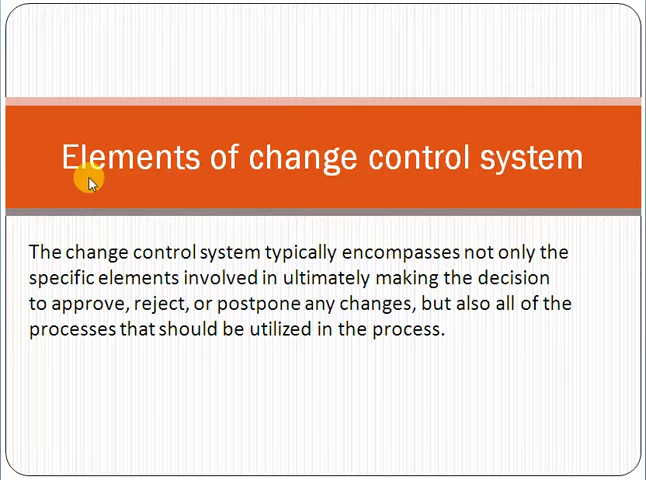 Elements of change control system
The change control system typically encompasses not only the
specific elements involved in ultimately making the decision
to approve, reject, or postpone any changes, but also all of the
processes that should be utilized in the process.